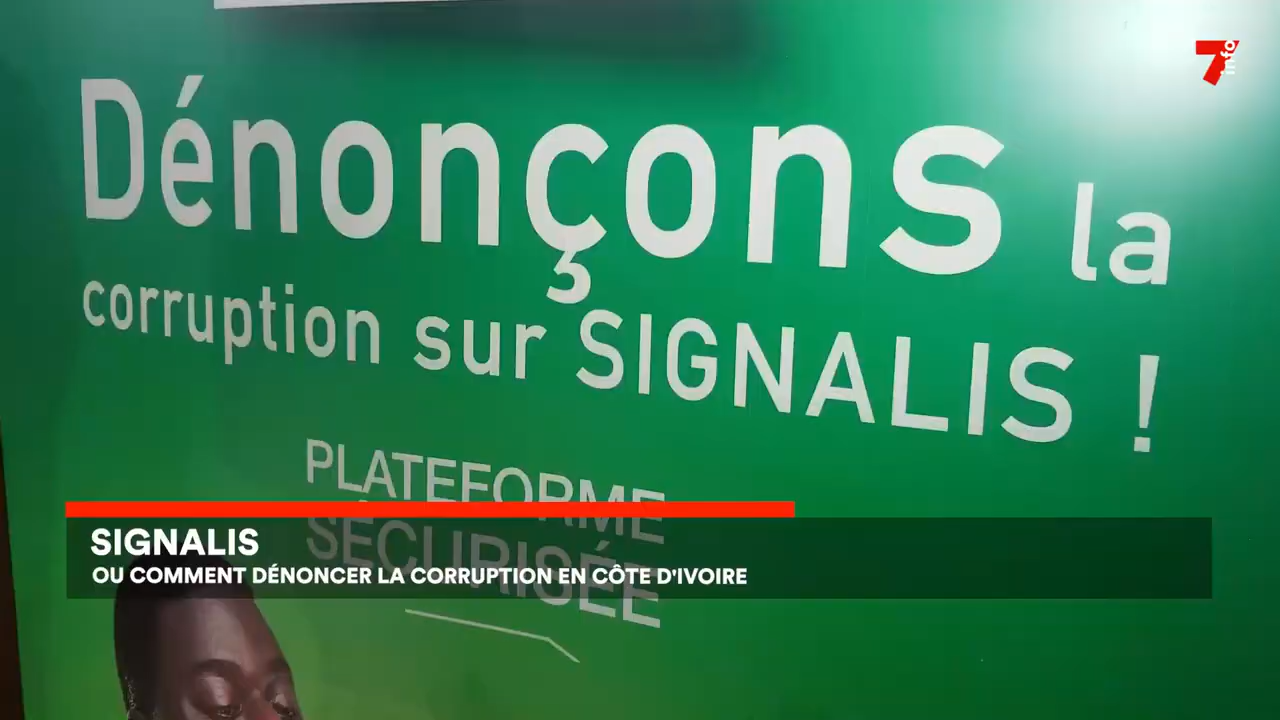 7info
Dénonçons la
corruption sur SIGNALIS !
PLATEFORME
SÉCURISÉE
SIGNALIS
OU COMMENT DÉNONCER LA CORRUPTION EN CÔTE D'IVOIRE